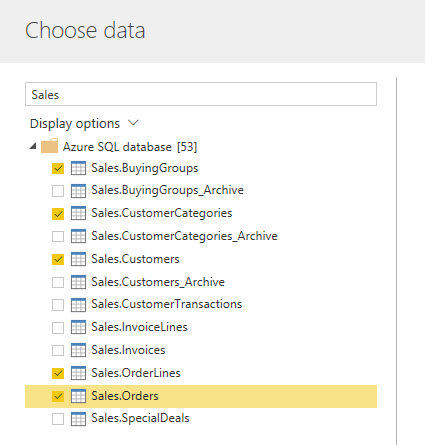 Choose data
Sales
Display options
Azure SQL database [53]
Sales.BuyingGroups
Sales.BuyingGroups_Archive
Sales.CustomerCategories
Sales.CustomerCategories_Archive
Sales.Customers
Sales.Customers_Archive
Sales.CustomerTransactions
Sales.InvoiceLines
Sales.Invoices
Sales.OrderLines
Sales.Orders
Sales.SpecialDeals